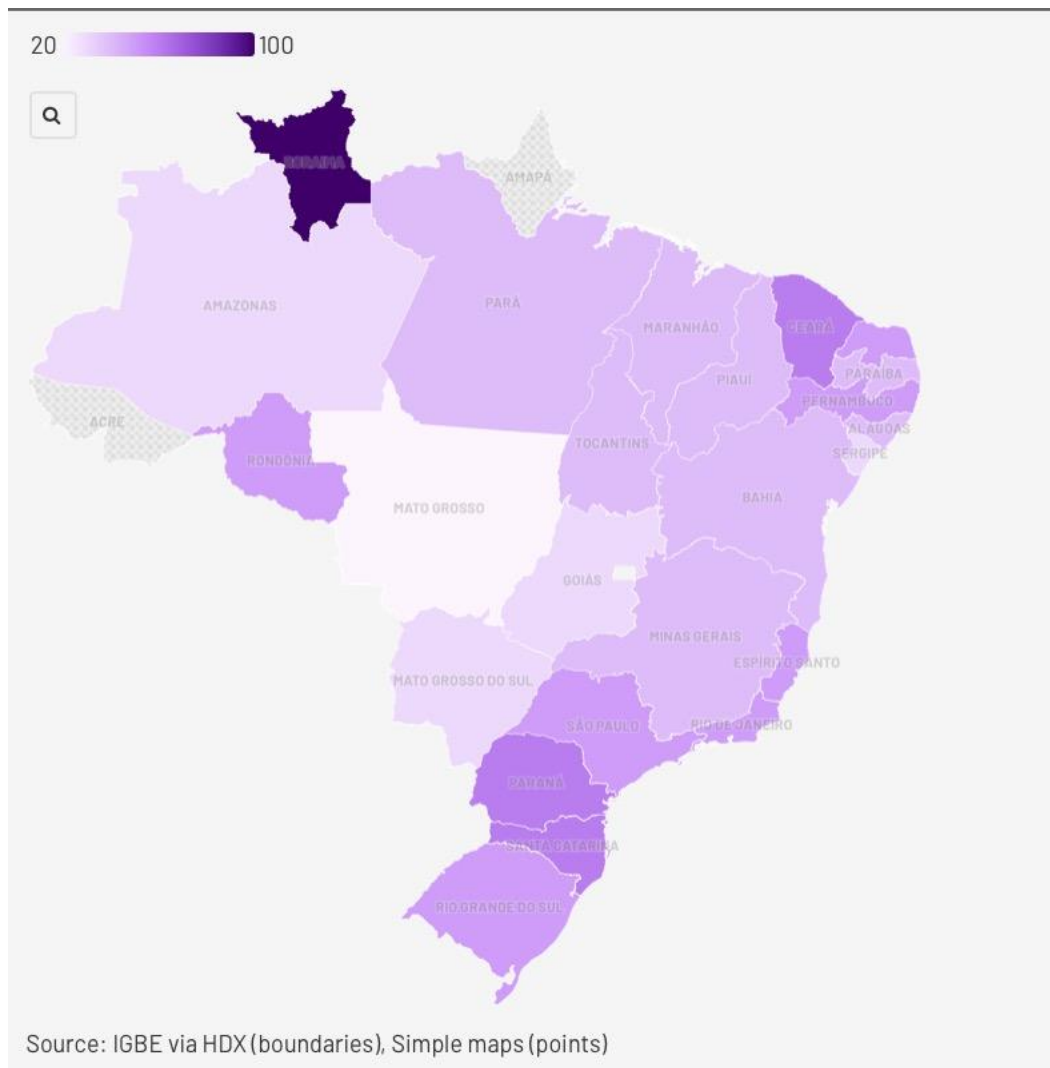 20 100
RORAIMA
AMAPÁ
AMAZONAS
PARÁ
MARANHÃO
CEARÁ
PIAUÍ
PARAÍBA
PERNAMBUCO
ACRE
ALAGOAS
TOCANTINS
SERGIPE
RONDÔNIA
BAHIA
MATO GROSSO
GOIÁS
MINAS GERAIS
ESPÍRITO SANTO
MATO GROSSO DO SUL
SÃO PAULO
RIO DE JANEIRO
PARANÁ
SANTA CATARINA
RIO GRANDE DO SUL
Source: IGBE via HDX (boundaries), Simple maps (points)